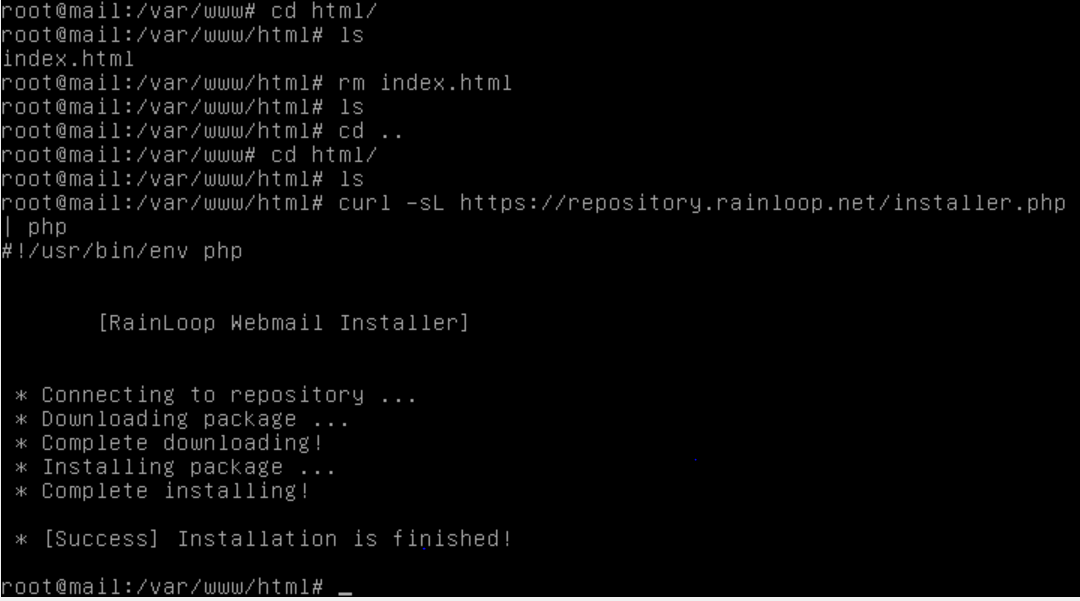 root@mail:/var/www# cd html/
root@mail:/var/www/html# ls
index.html
root@mail:/var/www/html# rm index.html
root@mail:/var/www/html# ls
root@mail:/var/www/html# cd ..
root@mail:/var/www# cd html/
root@mail:/var/www/html# ls
root@mail:/var/www/html# curl -sL https://repository.rainloop.net/installer.php
| php
#!/usr/bin/env php
[RainLoop Webmail Installer]
* Connecting to repository ...
* Downloading package ...
* Complete downloading!
* Installing package ...
* Complete installing!
* [Success] Installation is finished!
root@mail:/var/www/html# _